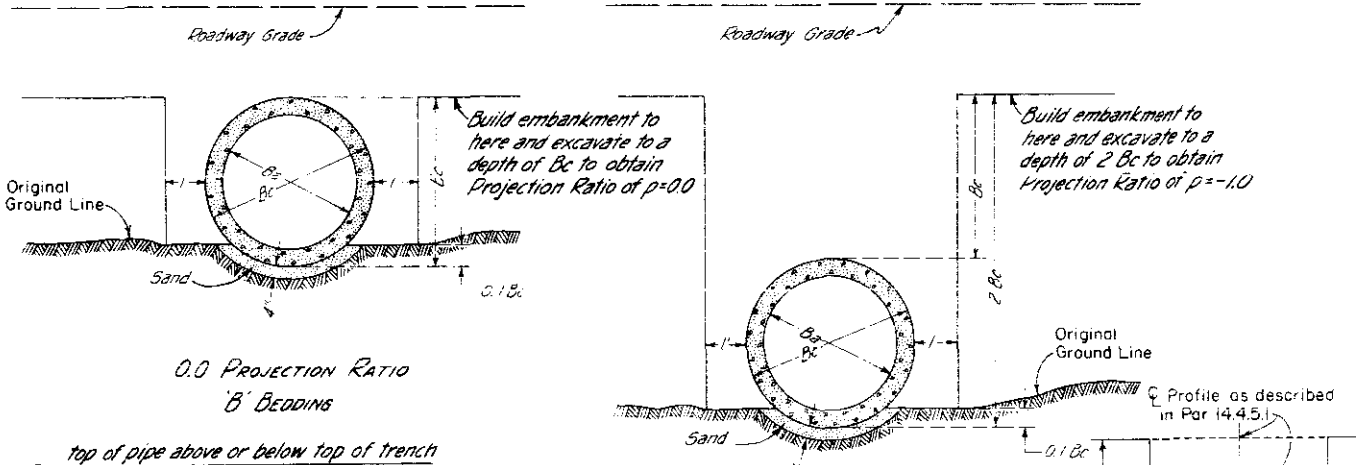 Roadway Grade
Build embankment to
here and excavate to a
depth of Bc to obtain
Projection Ratio of p=0.0
Bc
Original
Ground Line
Sand
0.1 Bc
0.0 PROJECTION RATIO
'B' BEDDING
top of pipe above or below top of trench
Roadway Grade
Build embankment to
here and excavate to a
depth of 2 Bc to obtain
Projection Ratio of p=-1.0
Bc
2 Bc
1'
Ba
Bc
Original
Ground Line
Sand
0.1 Bc
℄ Profile as described
in Par 14.4.5.1